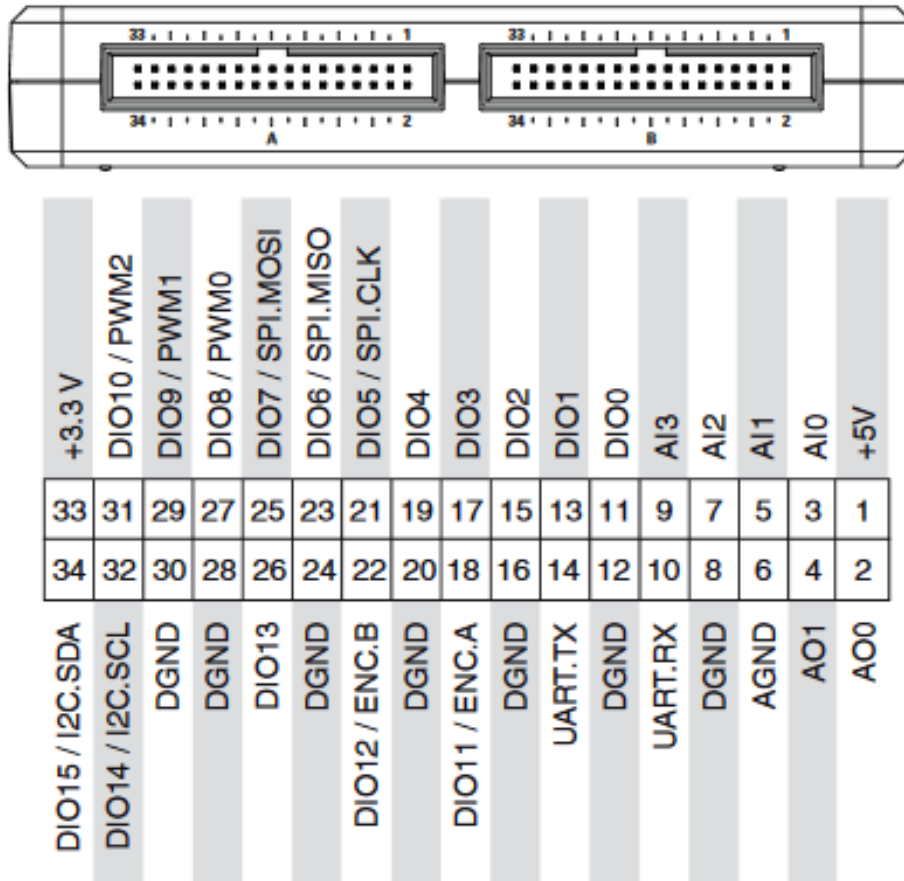 33 1 33 1
34 2 34 2
A B
+3.3 V
DIO10 / PWM2
DIO9 / PWM1
DIO8 / PWM0
DIO7 / SPI.MOSI
DIO6 / SPI.MISO
DIO5 / SPI.CLK
DIO4
DIO3
DIO2
DIO1
DIO0
AI3
AI2
AI1
AI0
+5V
33 31 29 27 25 23 21 19 17 15 13 11 9 7 5 3 1
34 32 30 28 26 24 22 20 18 16 14 12 10 8 6 4 2
DIO15 / I2C.SDA
DIO14 / I2C.SCL
DGND
DGND
DIO13
DGND
DIO12 / ENC.B
DGND
DIO11 / ENC.A
DGND
UART.TX
DGND
UART.RX
DGND
AGND
AO1
AO0